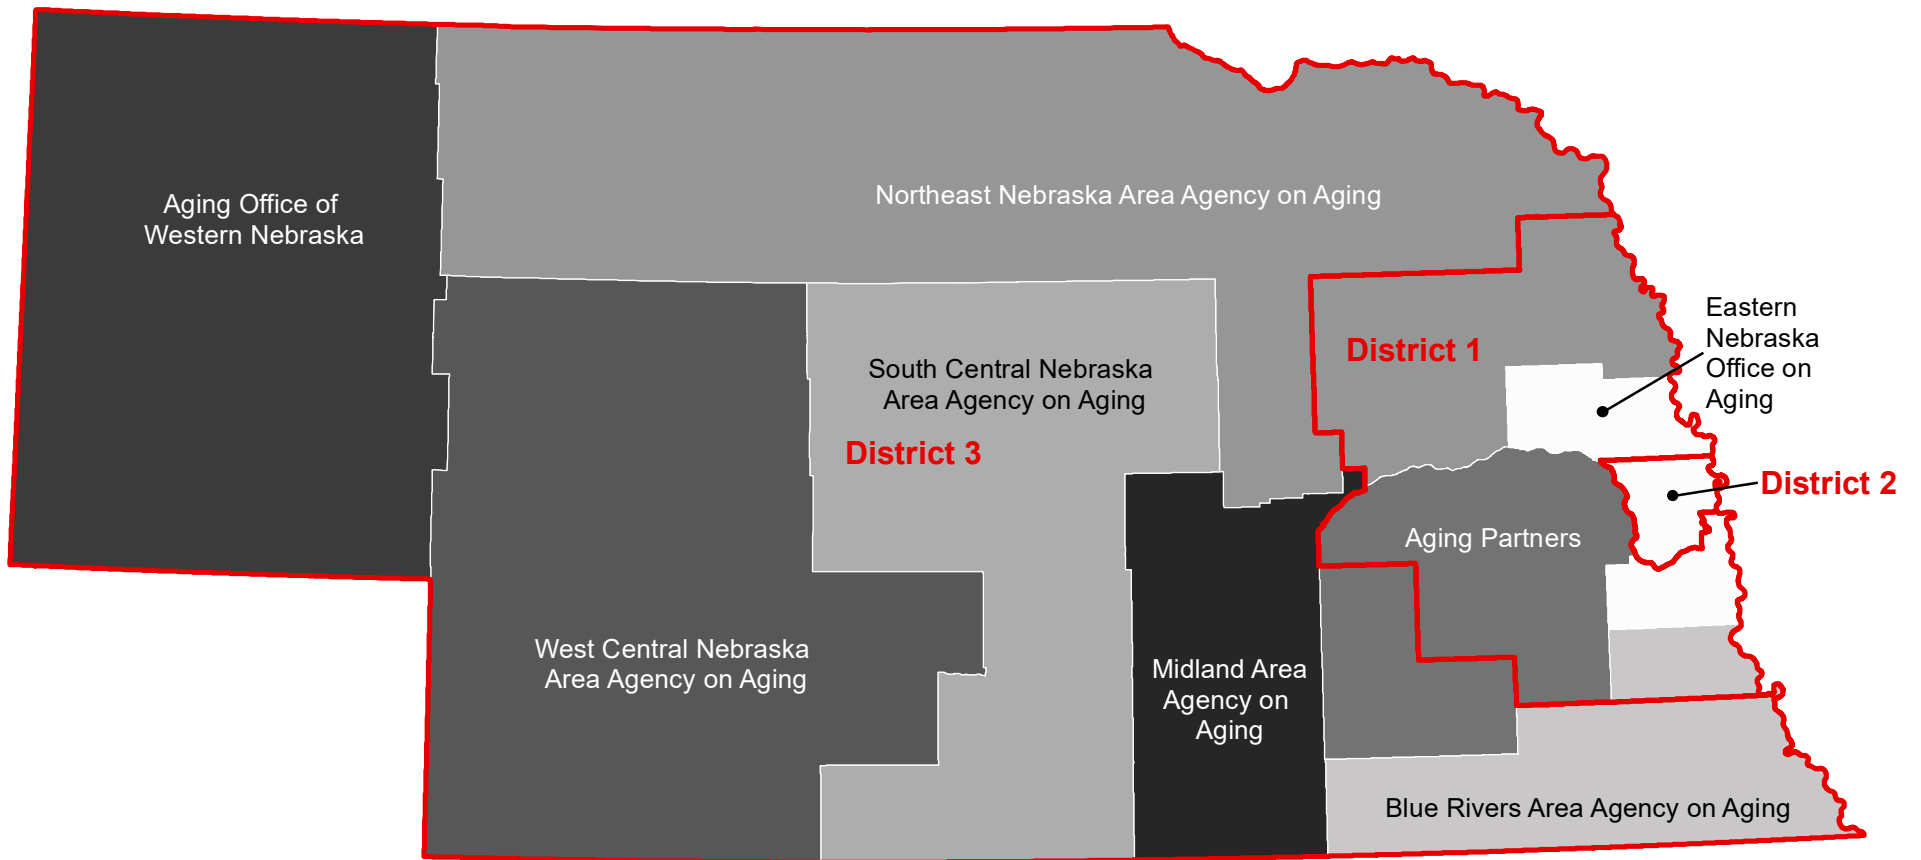 Aging Office of
Western Nebraska
Northeast Nebraska Area Agency on Aging
Eastern
Nebraska
Office on
Aging
District 1
South Central Nebraska
Area Agency on Aging
District 3
District 2
Aging Partners
West Central Nebraska
Area Agency on Aging
Midland Area
Agency on
Aging
Blue Rivers Area Agency on Aging